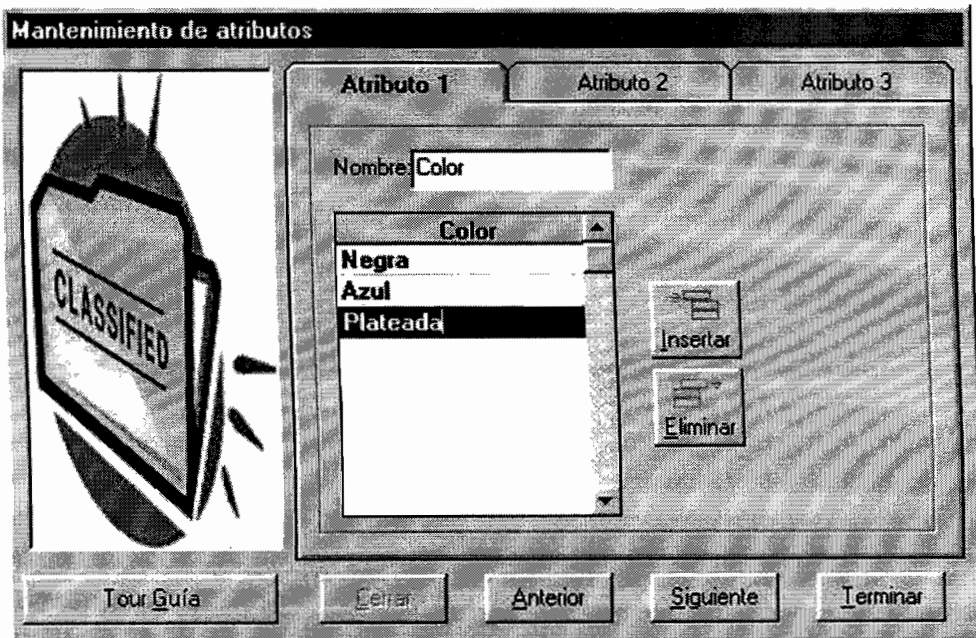 Mantenimiento de atributos
Atributo 1
Atributo 2
Atributo 3
Nombre: Color
Color
Negra
Azul
Plateada
CLASSIFIED
Insertar
Eliminar
Tour Guía
Cerrar
Anterior
Siguiente
Terminar